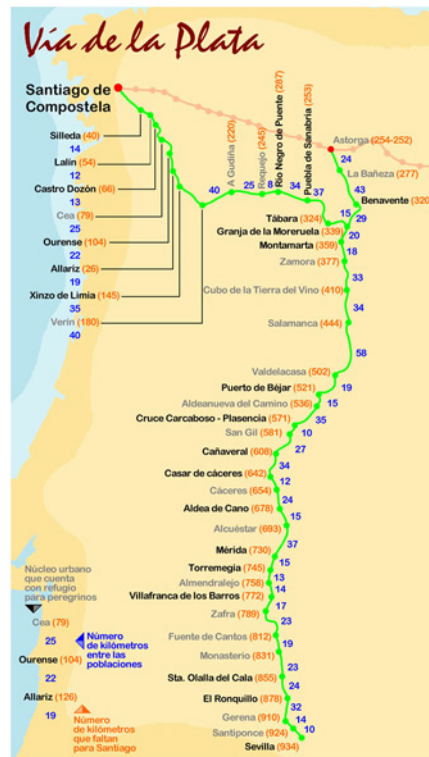 Vía de la Plata
Santiago de
Compostela
Silleda (40)
14
Lalín (54)
12
Castro Dozón (66)
13
Cea (79)
25
Ourense (104)
22
Allariz (26)
19
Xinzo de Limia (145)
35
Verín (180)
40
40
A Gudiña (220)
25
Requejo (245)
8
Rio Negro de Puente (287)
34
Puebla de Sanabria (253)
37
Astorga (254-252)
24
La Bañeza (277)
43
Benavente (320)
15
29
Tábara (324)
Granja de la Moreruela (339)
20
Montamarta (359)
18
Zamora (377)
33
Cubo de la Tierra del Vino (410)
34
Salamanca (444)
58
Valdelacasa (502)
19
Puerto de Béjar (521)
Aldeanueva del Camino (536)
15
Cruce Carcaboso - Plasencia (571)
35
San Gil (581)
10
27
Cañaveral (608)
34
Casar de cáceres (642)
12
Cáceres (654)
24
Aldea de Cano (678)
15
Alcuéstar (693)
37
Mérida (730)
15
Torremegía (745)
13
Almendralejo (758)
14
Villafranca de los Barros (772)
17
Zafra (789)
23
Fuente de Cantos (812)
19
Monasterio (831)
23
Sta. Olalla del Cala (855)
24
El Ronquillo (878)
32
Gerena (910)
14
Santiponce (924)
10
Sevilla (934)
Núcleo urbano
que cuenta
con refugio
para peregrinos
Cea (79)
25
Número
de kilómetros
entre las
poblaciones
Ourense (104)
22
Allariz (126)
19
Número
de kilómetros
que faltan
para Santiago